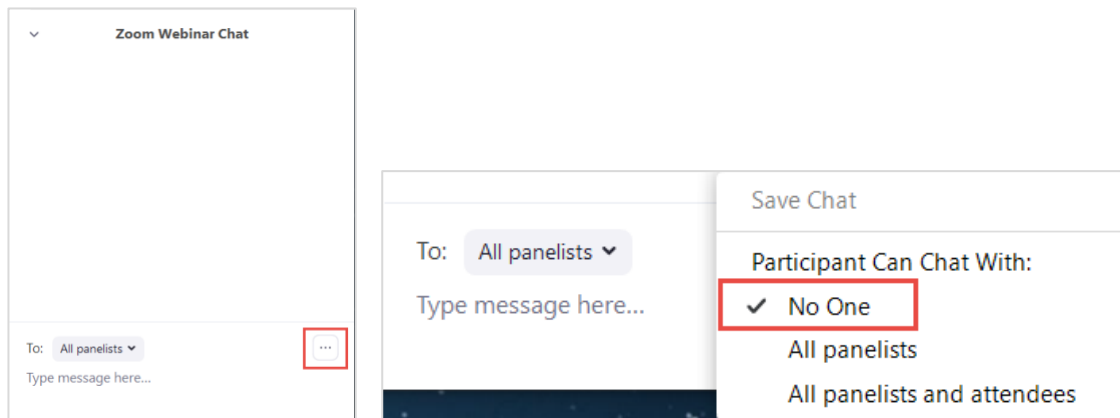 Zoom Webinar Chat
To: All panelists
...
Type message here...
To: All panelists
Type message here...
Save Chat
Participant Can Chat With:
No One
All panelists
All panelists and attendees